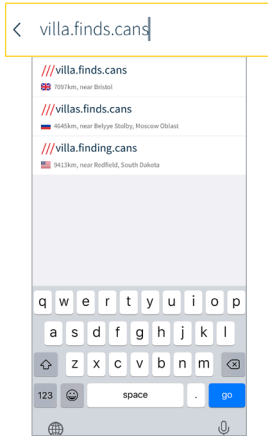 villa.finds.cans
///villa.finds.cans
7097km, near Bristol
///villas.finds.cans
4645km, near Belyye Stolby, Moscow Oblast
///villa.finding.cans
9413km, near Redfield, South Dakota
q w e r t y u i o p
a s d f g h j k l
z x c v b n m
123 space . go